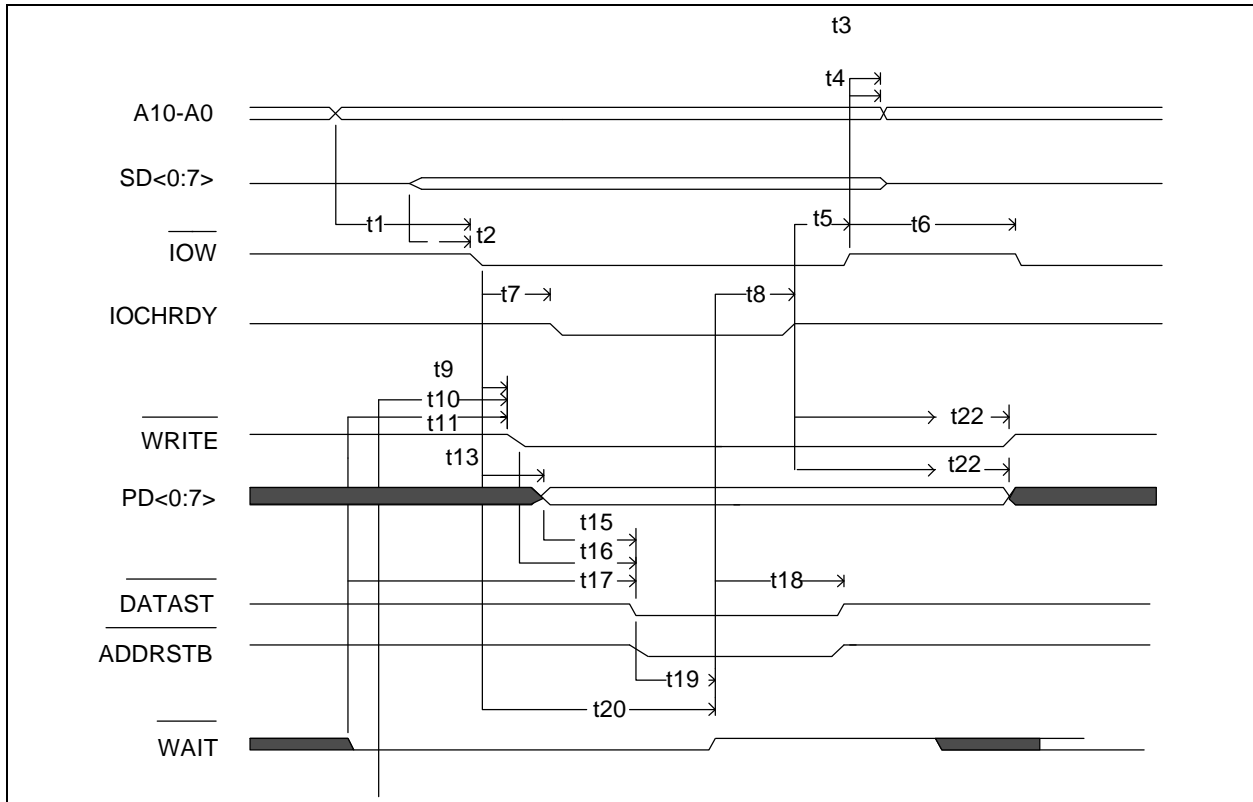 t3
t4
A10-A0
SD<0:7>
t1
t2
t5
t6
IOW
t7
t8
IOCHRDY
t9
t10
t11
t22
WRITE
t13
t22
PD<0:7>
t15
t16
t17
t18
DATAST
ADDRSTB
t19
t20
WAIT